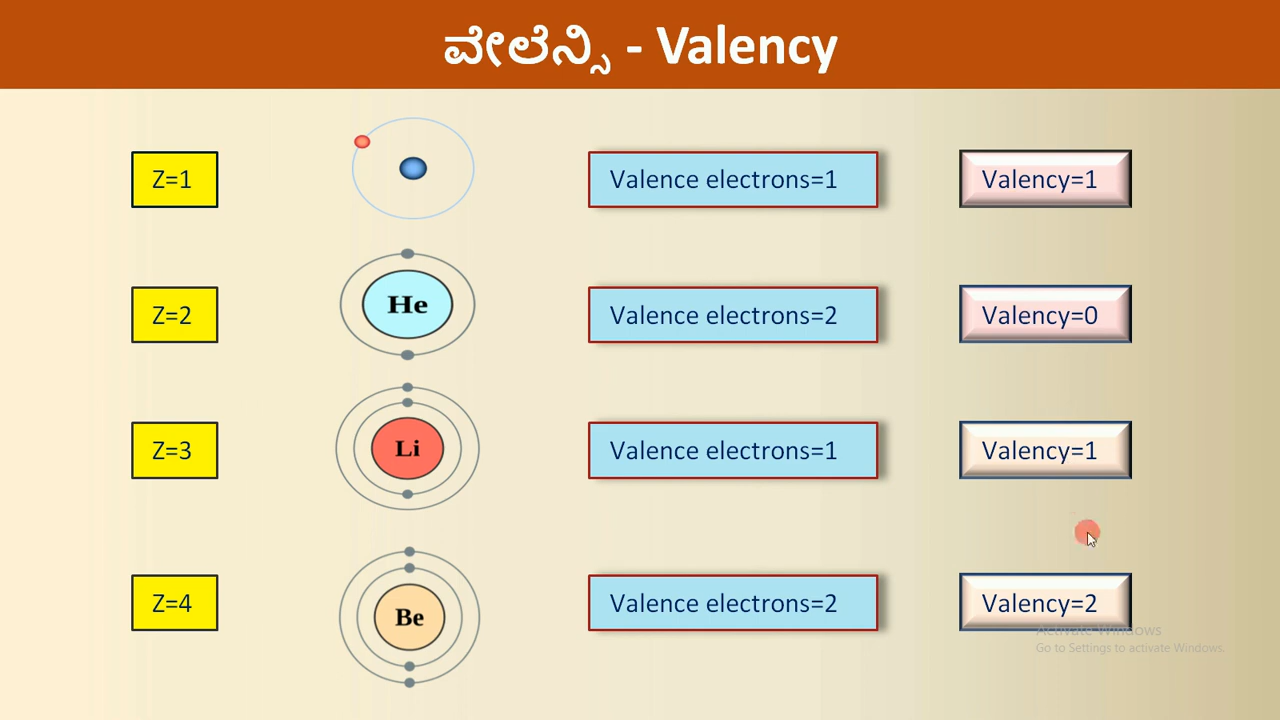 ವೇಲೆನ್ಸಿ - Valency
Z=1
Valence electrons=1
Valency=1
Z=2
He
Valence electrons=2
Valency=0
Z=3
Li
Valence electrons=1
Valency=1
Z=4
Be
Valence electrons=2
Valency=2
Activate Windows
Go to Settings to activate Windows.